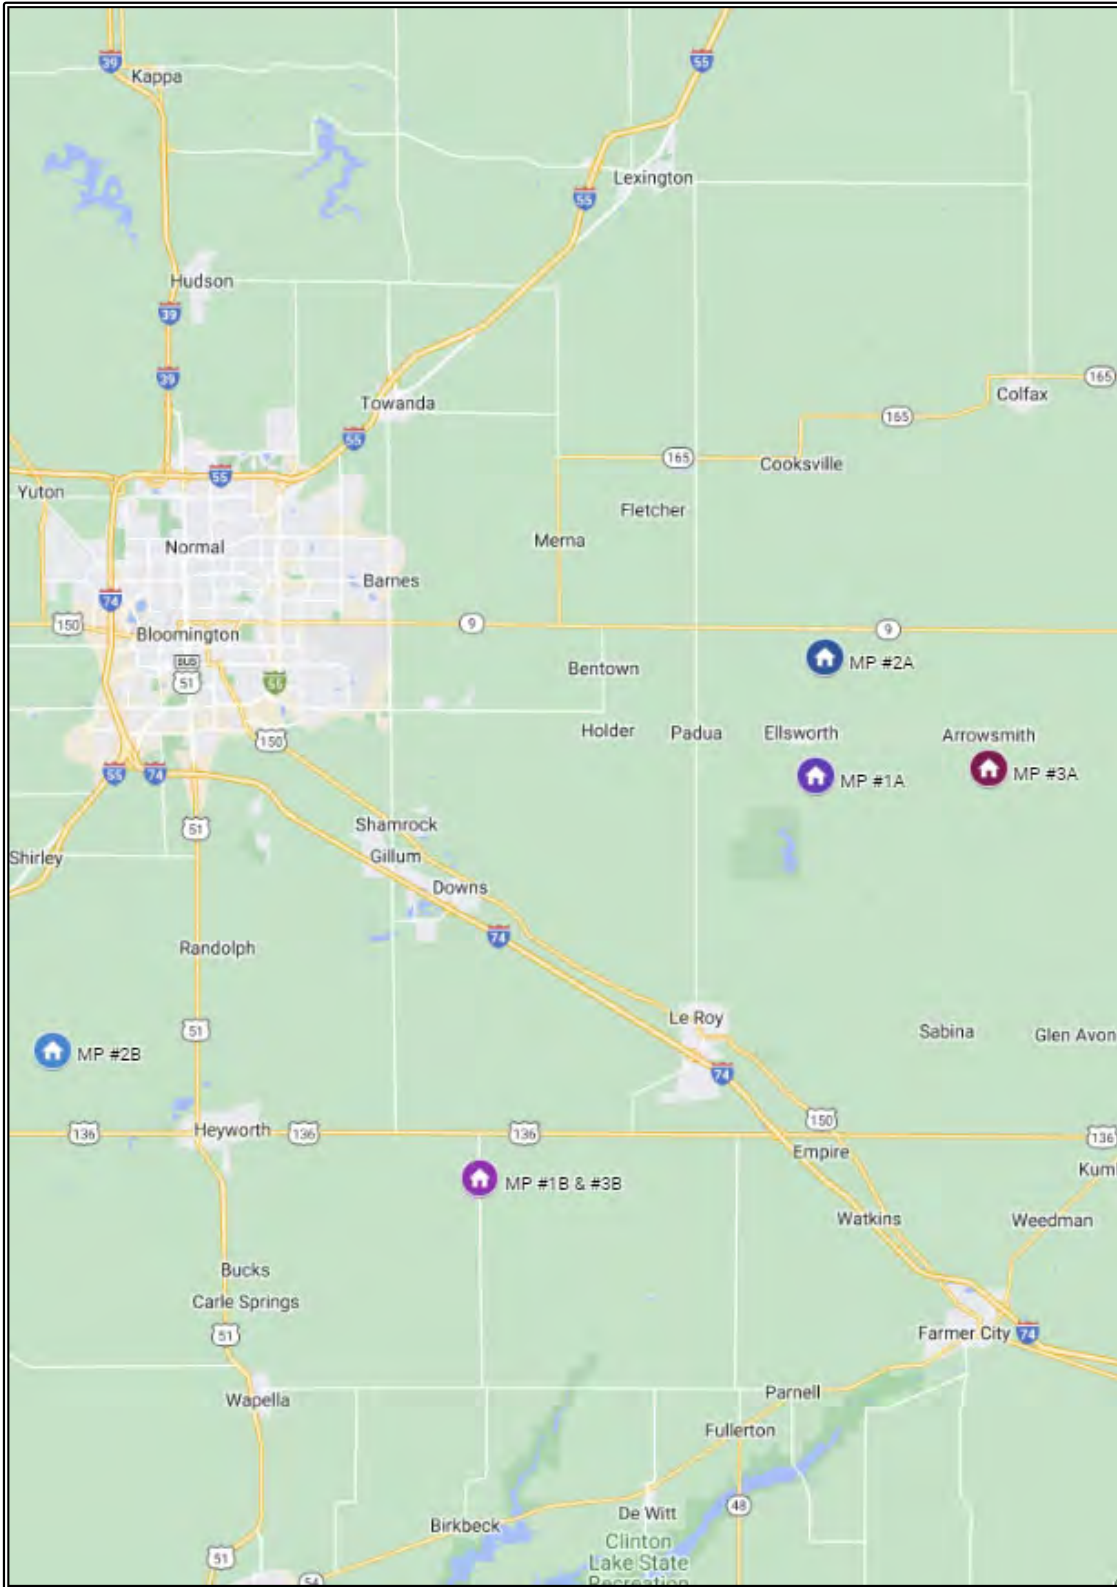 39
Kappa
55
Lexington
55
Hudson
39
39
Colfax
165
Towanda
165
55
165
Cooksville
55
Yuton
Fletcher
Merna
Normal
Barnes
74
150
9
9
Bloomington
BUS
51
55
Bentown
MP #2A
Holder
Padua
Ellsworth
Arrowsmith
150
55
74
MP #1A
MP #3A
51
Shamrock
Shirley
Gillum
Downs
74
Randolph
Le Roy
51
Sabina
Glen Avon
MP #2B
74
150
136
Heyworth
136
136
136
Empire
MP #1B & #3B
Watkins
Weedman
Bucks
Carle Springs
51
Farmer City
74
Wapella
Parnell
Fullerton
48
De Witt
Birkbeck
Clinton
Lake State
Recreation
51
54